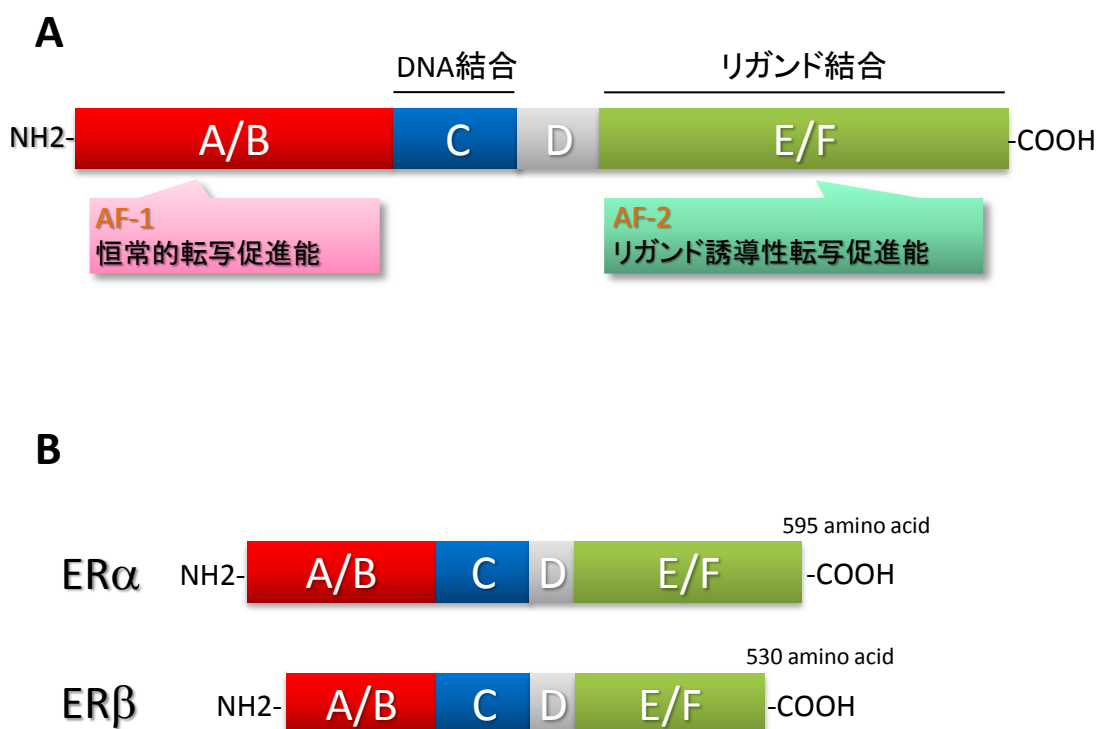 A
DNA結合 リガンド結合
NH2- A/B C D E/F -COOH
AF-1
恒常的転写促進能
AF-2
リガンド誘導性転写促進能
B
595 amino acid
ERα NH2- A/B C D E/F -COOH
530 amino acid
ERβ NH2- A/B C D E/F -COOH